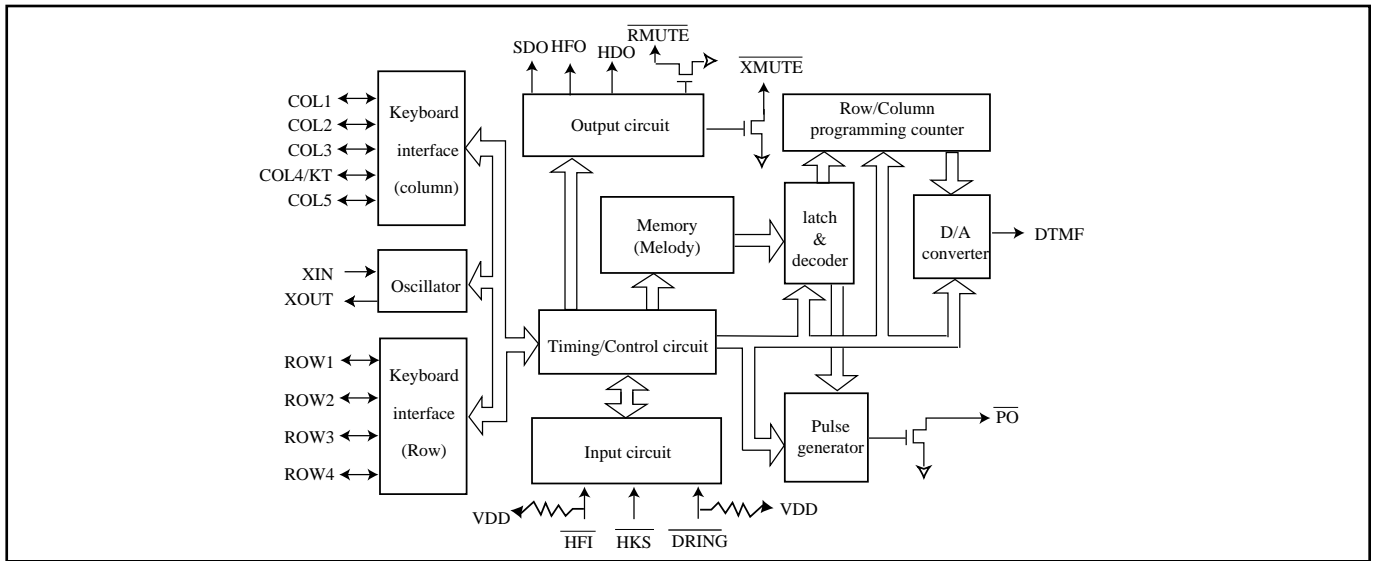 SDO
HFO
HDO
RMUTE
XMUTE
COL1
COL2
COL3
COL4/KT
COL5
Keyboard
interface
(column)
Output circuit
Row/Column
programming counter
Memory
(Melody)
latch
&
decoder
D/A
converter
DTMF
XIN
XOUT
Oscillator
Timing/Control circuit
ROW1
ROW2
ROW3
ROW4
Keyboard
interface
(Row)
Input circuit
Pulse
generator
PO
VDD
HFI
HKS
DRING
VDD